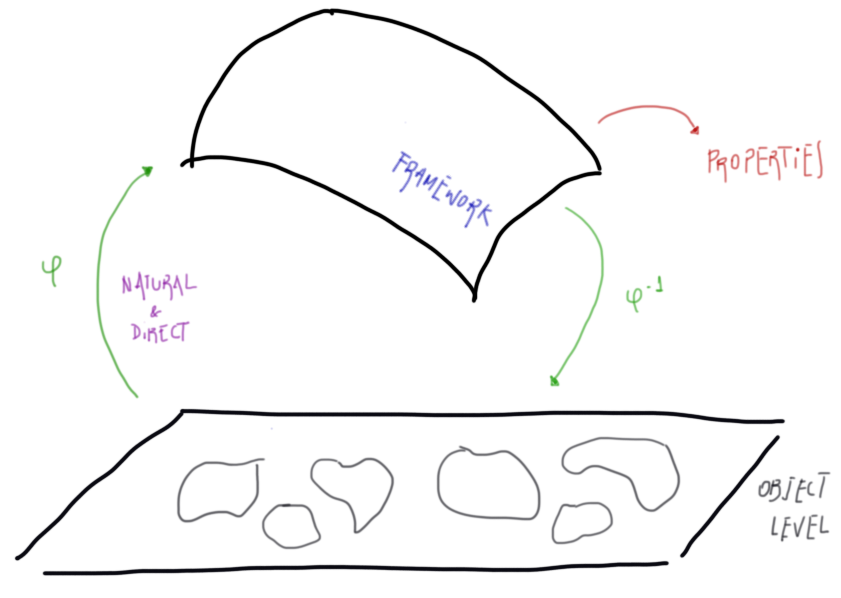 FRAMEWORK
PROPERTIES
φ
NATURAL
&
DIRECT
φ-1
OBJECT
LEVEL